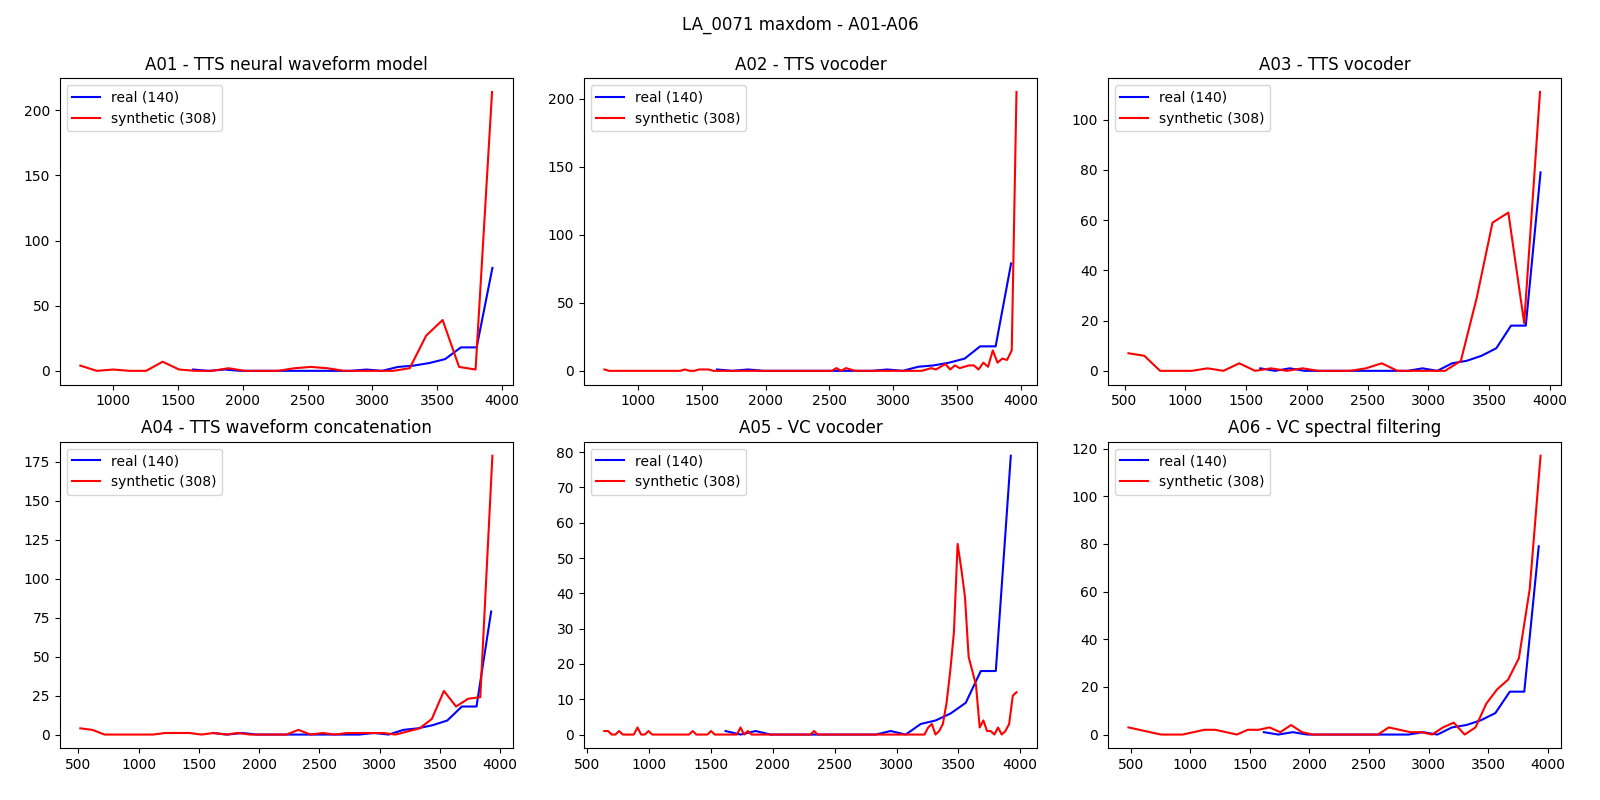 LA_0071 maxdom - A01-A06
A01 - TTS neural waveform model
real (140)
synthetic (308)
200
150
100
50
0
1000 1500 2000 2500 3000 3500 4000
A02 - TTS vocoder
real (140)
synthetic (308)
200
150
100
50
0
1000 1500 2000 2500 3000 3500 4000
A03 - TTS vocoder
real (140)
synthetic (308)
100
80
60
40
20
0
500 1000 1500 2000 2500 3000 3500 4000
A04 - TTS waveform concatenation
real (140)
synthetic (308)
175
150
125
100
75
50
25
0
500 1000 1500 2000 2500 3000 3500 4000
A05 - VC vocoder
real (140)
synthetic (308)
80
70
60
50
40
30
20
10
0
500 1000 1500 2000 2500 3000 3500 4000
A06 - VC spectral filtering
real (140)
synthetic (308)
120
100
80
60
40
20
0
500 1000 1500 2000 2500 3000 3500 4000